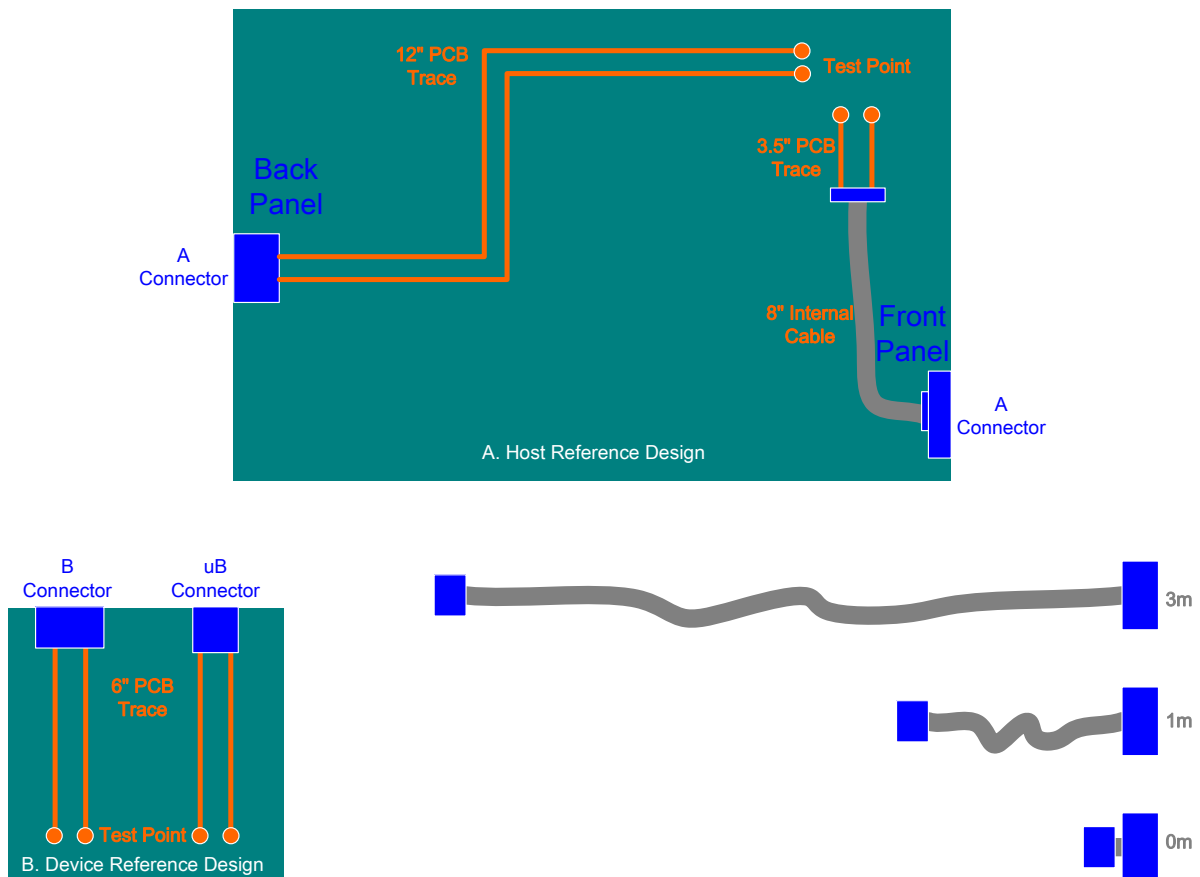 12" PCB
Trace
Test Point
3.5" PCB
Trace
Back
Panel
A
Connector
8" Internal
Cable
Front
Panel
A
Connector
A. Host Reference Design
B
Connector
uB
Connector
6" PCB
Trace
Test Point
B. Device Reference Design
3m
1m
0m